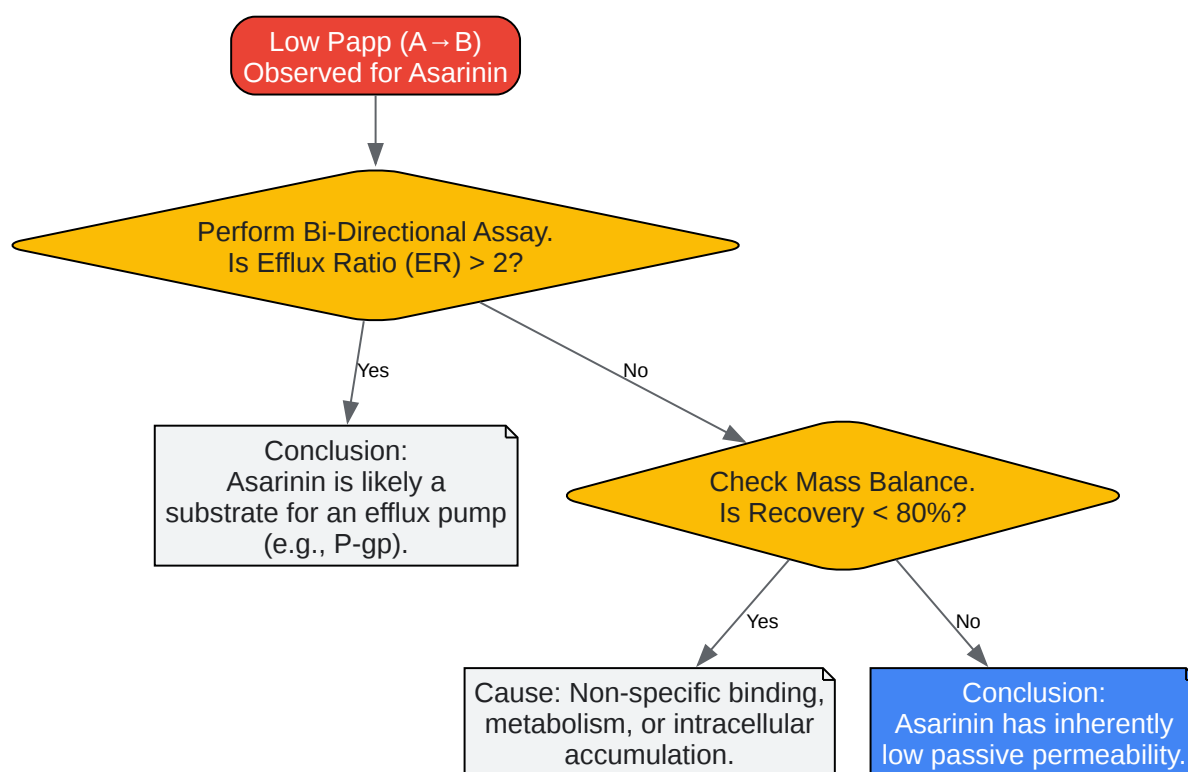 Low Papp (A→B)
Observed for Asarinin
Perform Bi-Directional Assay.
Is Efflux Ratio (ER) > 2?
Yes
No
Conclusion:
Asarinin is likely a
substrate for an efflux pump
(e.g., P-gp).
Check Mass Balance.
Is Recovery < 80%?
Yes
No
Cause: Non-specific binding,
metabolism, or intracellular
accumulation.
Conclusion:
Asarinin has inherently
low passive permeability.